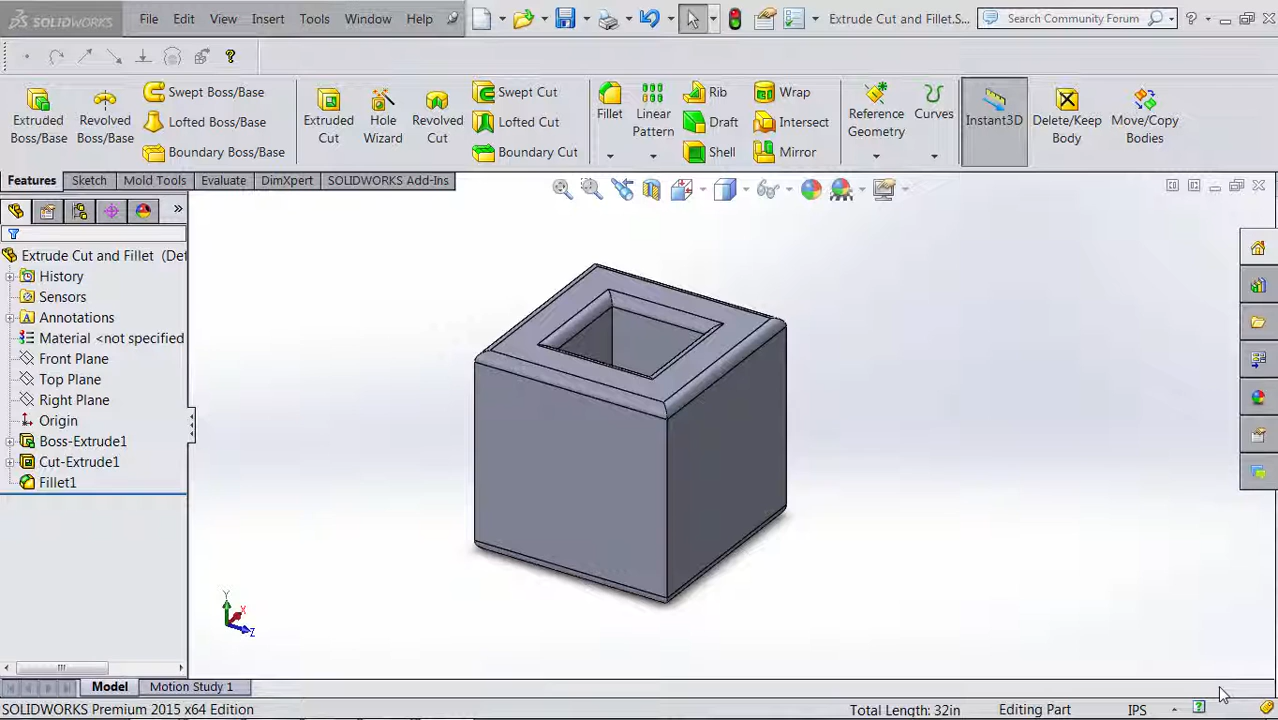 SOLIDWORKS File Edit View Insert Tools Window Help Extrude Cut and Fillet.S... Search Community Forum ?
?
Extruded Boss/Base
Revolved Boss/Base
Swept Boss/Base
Lofted Boss/Base
Boundary Boss/Base
Extruded Cut
Hole Wizard
Revolved Cut
Swept Cut
Lofted Cut
Boundary Cut
Fillet
Linear Pattern
Rib
Draft
Shell
Wrap
Intersect
Mirror
Reference Geometry
Curves
Instant3D
Delete/Keep Body
Move/Copy Bodies
Features Sketch Mold Tools Evaluate DimXpert SOLIDWORKS Add-Ins
»
Extrude Cut and Fillet (Det
History
Sensors
Annotations
Material <not specified
Front Plane
Top Plane
Right Plane
Origin
Boss-Extrude1
Cut-Extrude1
Fillet1
Y
X
Z
Model Motion Study 1
SOLIDWORKS Premium 2015 x64 Edition Total Length: 32in Editing Part IPS ?